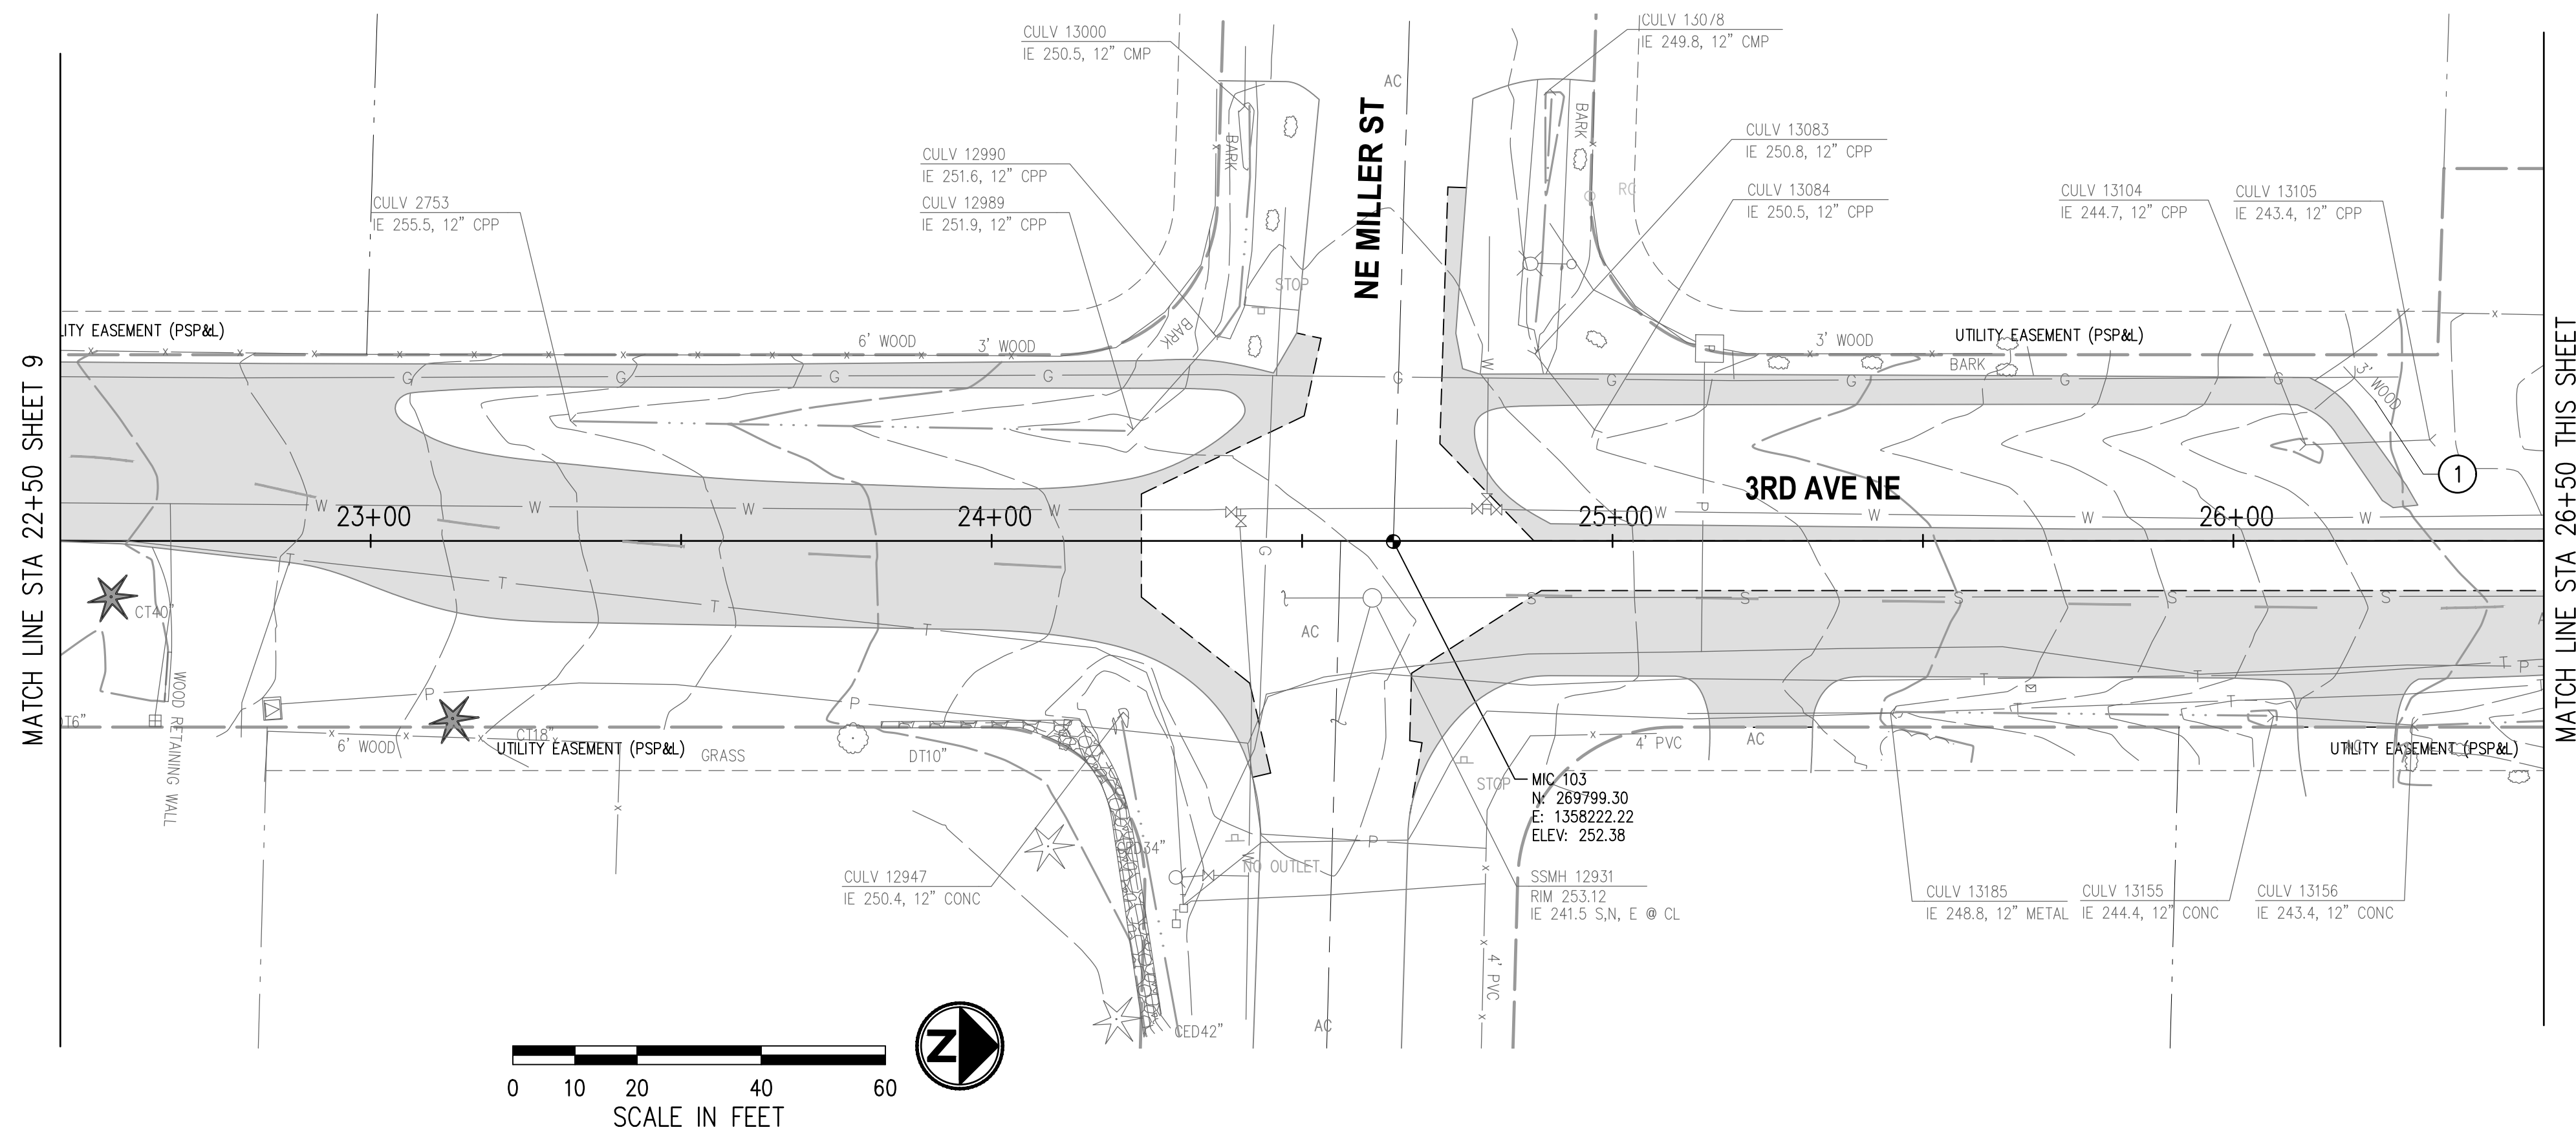 CULV 13000
IE 250.5, 12" CMP
CULV 13078
IE 249.8, 12" CMP
AC
NE MILLER ST
BARK
BARK
CULV 12990
IE 251.6, 12" CPP
CULV 12989
IE 251.9, 12" CPP
CULV 13083
IE 250.8, 12" CPP
CULV 13084
IE 250.5, 12" CPP
CULV 2753
IE 255.5, 12" CPP
CULV 13104
IE 244.7, 12" CPP
CULV 13105
IE 243.4, 12" CPP
RC
STOP
LITY EASEMENT (PSP&L)
6' WOOD
3' WOOD
BARK
3' WOOD
UTILITY EASEMENT (PSP&L)
BARK
3' WOOD
P
G G G G G G G G G
W
P
MATCH LINE STA 22+50 SHEET 9
MATCH LINE STA 26+50 THIS SHEET
3RD AVE NE
1
W W W W W W W W
23+00
24+00
25+00
26+00
G
T T T T
S S S S S
CT40"
AC
A
WOOD RETAINING WALL
P P
T T T P
T T
DT6"
CT18"
6' WOOD
UTILITY EASEMENT (PSP&L)
GRASS
DT10"
4' PVC
AC
AC
UTILITY EASEMENT (PSP&L)
STOP
MIC 103
N: 269799.30
E: 1358222.22
ELEV: 252.38
CED34"
P
W
NO OUTLET
CULV 12947
IE 250.4, 12" CONC
SSMH 12931
RIM 253.12
IE 241.5 S,N, E @ CL
CULV 13185
IE 248.8, 12" METAL
CULV 13155
IE 244.4, 12" CONC
CULV 13156
IE 243.4, 12" CONC
4' PVC
T
CED42"
AC
Z
0 10 20 40 60
SCALE IN FEET